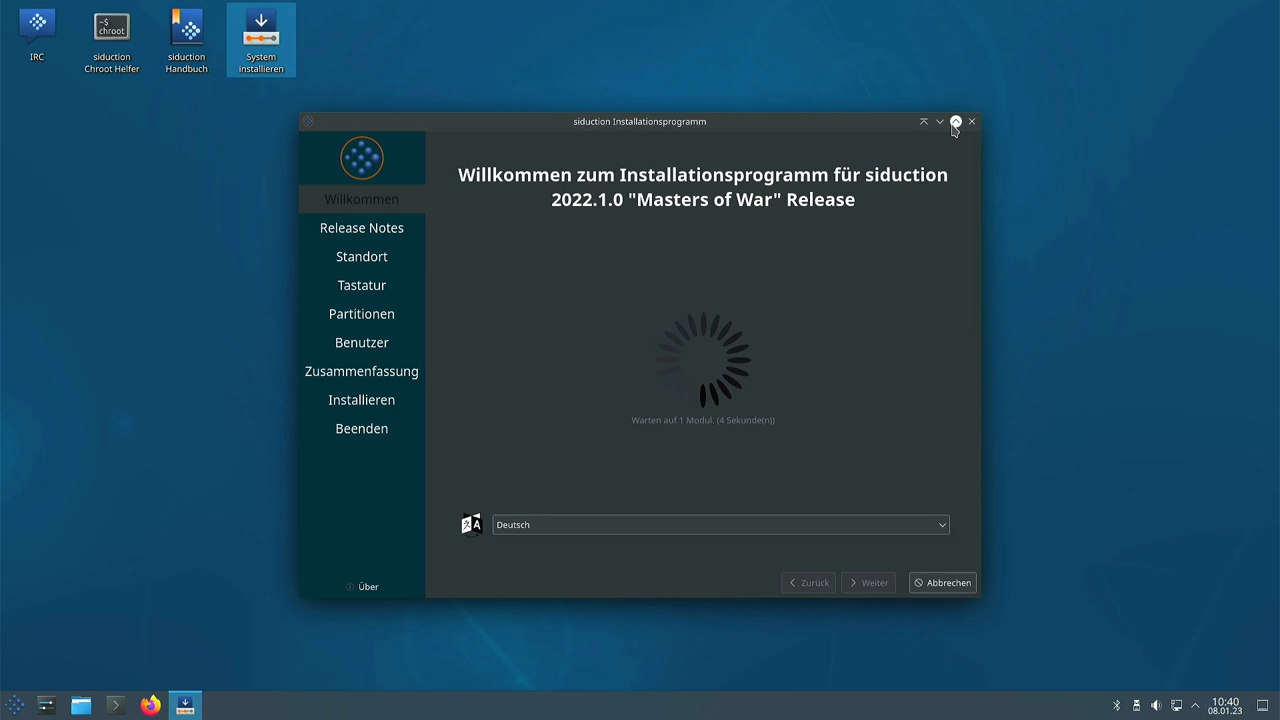 ~$
chroot
IRC
siduction
Chroot Helfer
siduction
Handbuch
System
installieren
siduction Installationsprogramm
Willkommen
Release Notes
Standort
Tastatur
Partitionen
Benutzer
Zusammenfassung
Installieren
Beenden
Über
Willkommen zum Installationsprogramm für siduction
2022.1.0 "Masters of War" Release
Warten auf 1 Modul. (4 Sekunde(n))
Deutsch
Zurück
Weiter
Abbrechen
10:40
08.01.23